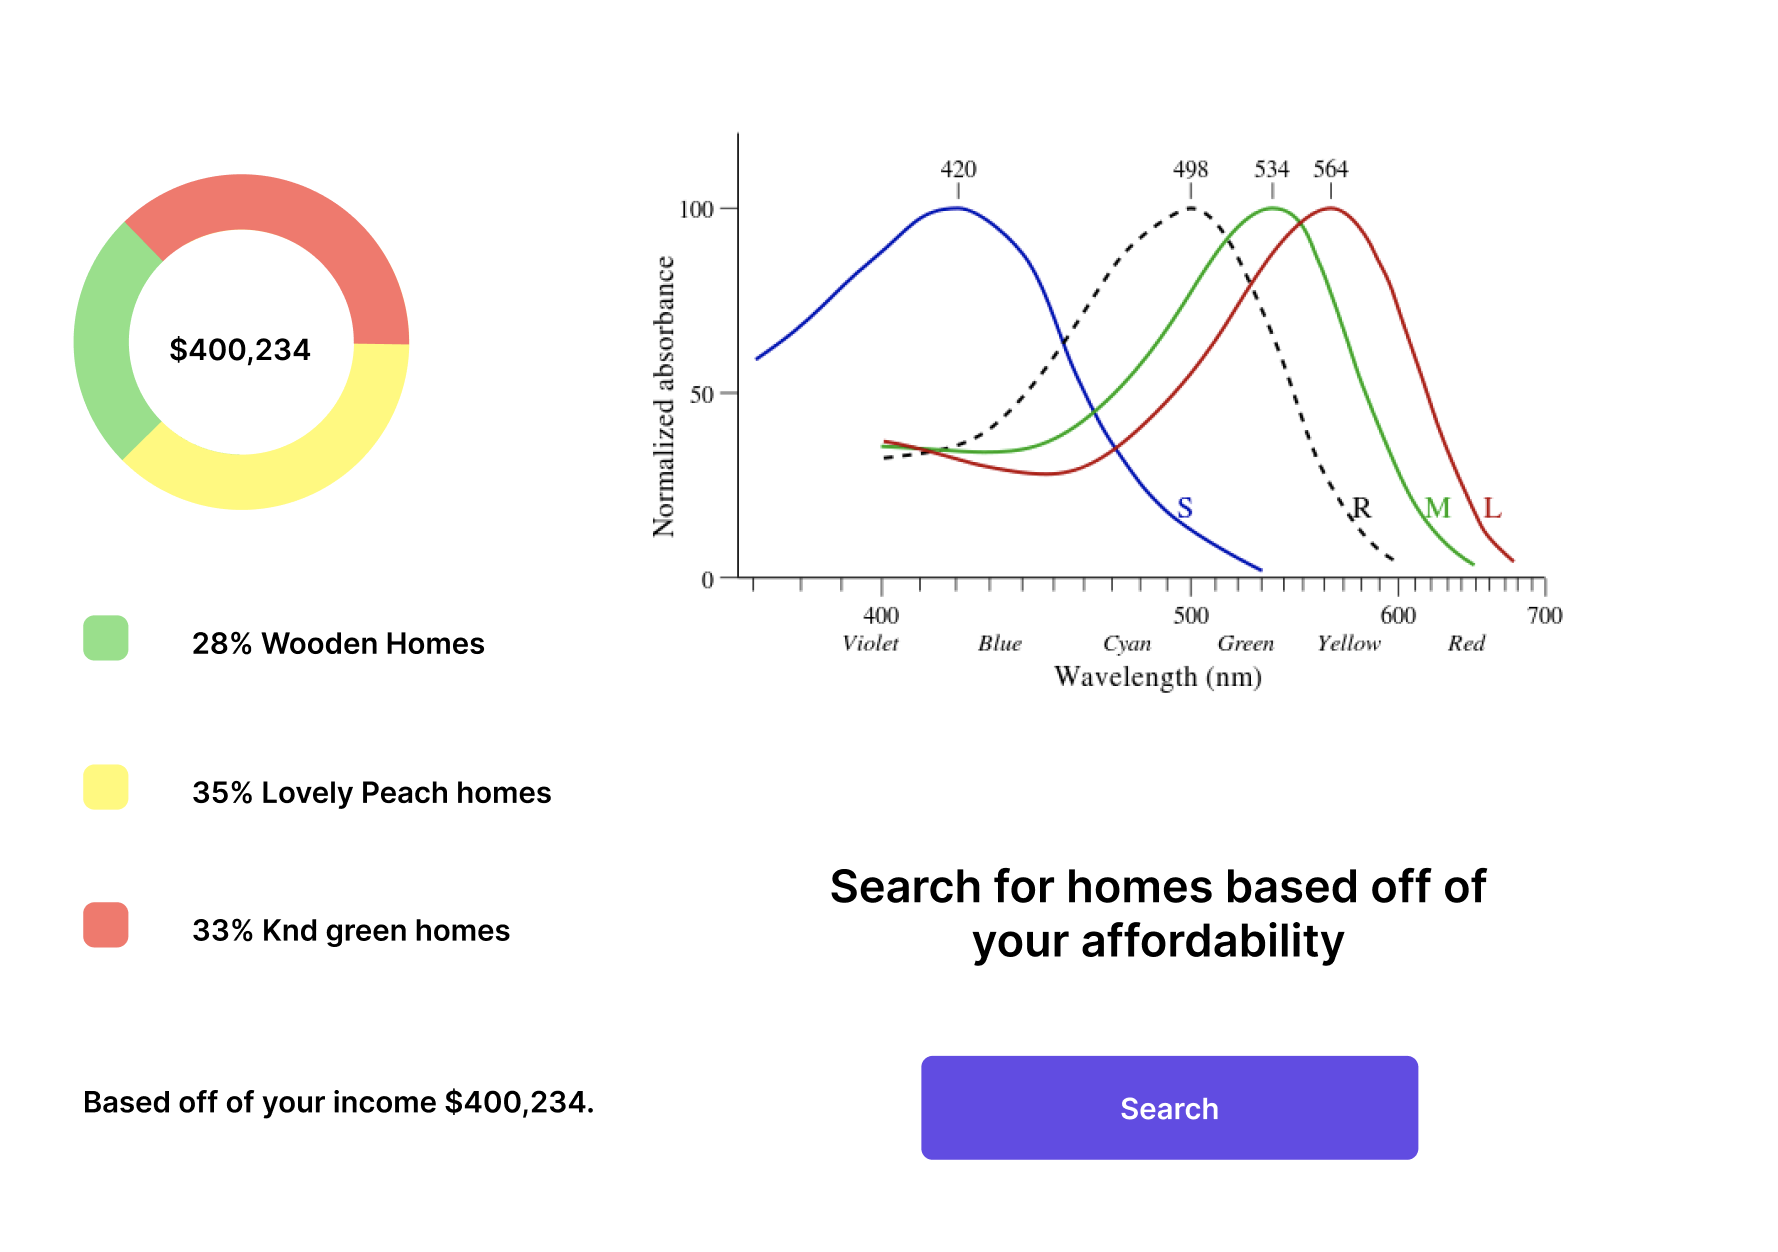 $400,234
28% Wooden Homes
35% Lovely Peach homes
33% Knd green homes
Based off of your income $400,234.
420 498 534 564
100
50
0
Normalized absorbance
S R M L
400 500 600 700
Violet Blue Cyan Green Yellow Red
Wavelength (nm)
Search for homes based off of
your affordability
Search